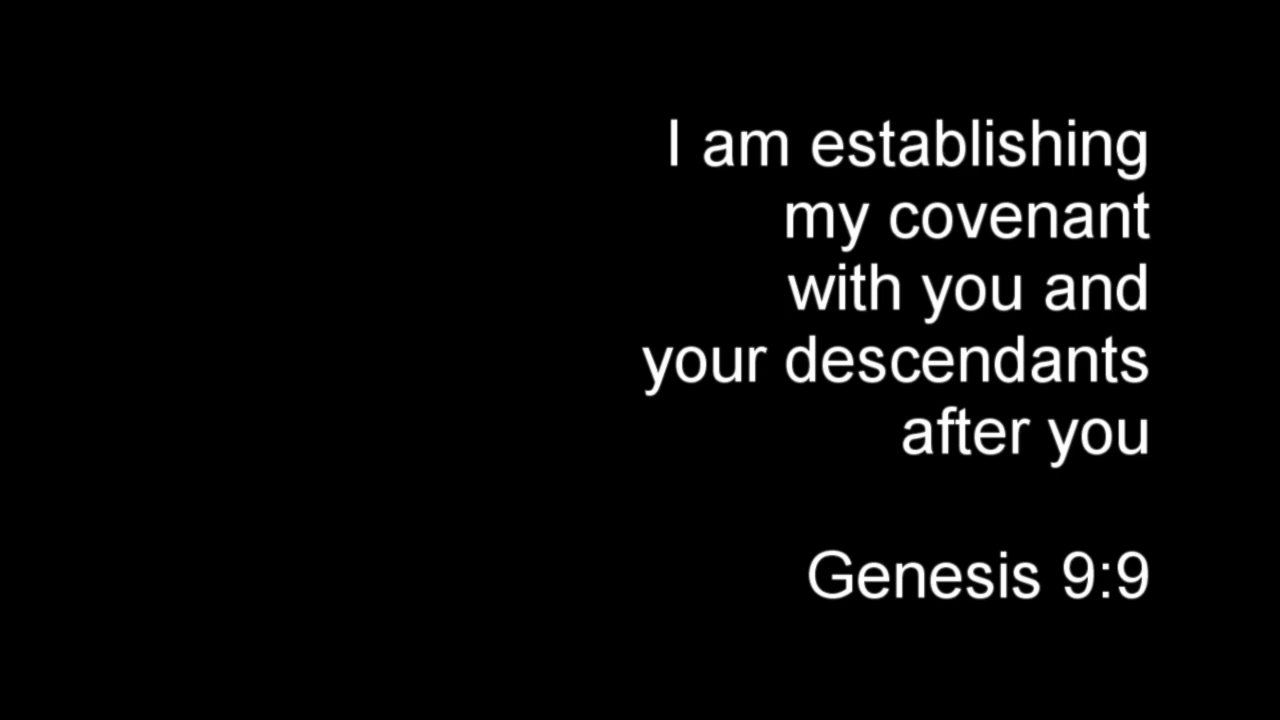 I am establishing
my covenant
with you and
your descendants
after you
Genesis 9:9